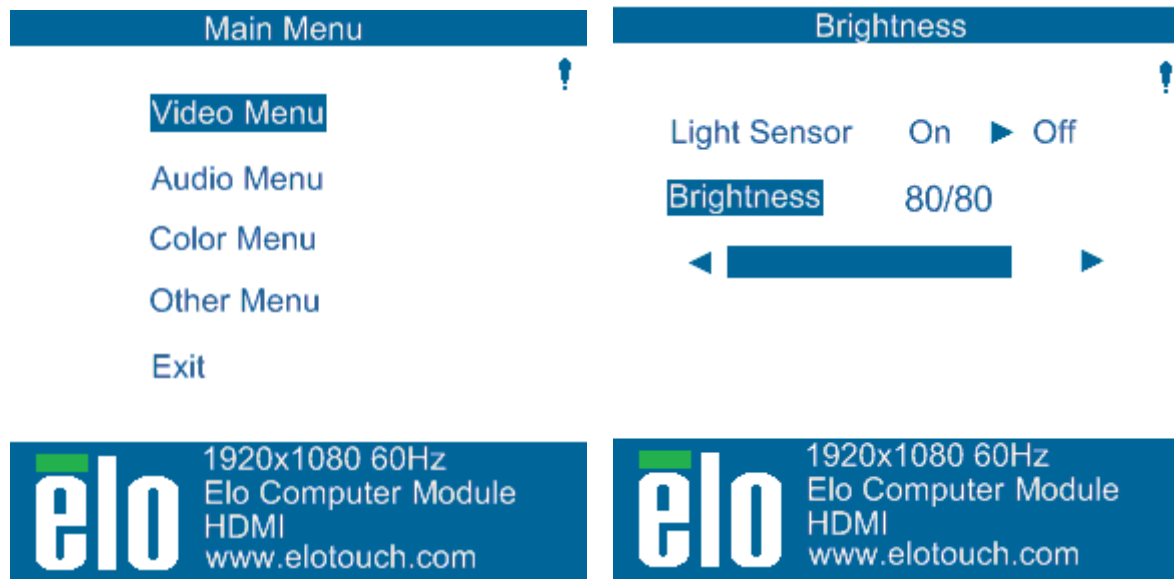 Main Menu
Video Menu
Audio Menu
Color Menu
Other Menu
Exit
elo
1920x1080 60Hz
Elo Computer Module
HDMI
www.elotouch.com
Brightness
Light Sensor On ▶ Off
Brightness 80/80
elo
1920x1080 60Hz
Elo Computer Module
HDMI
www.elotouch.com